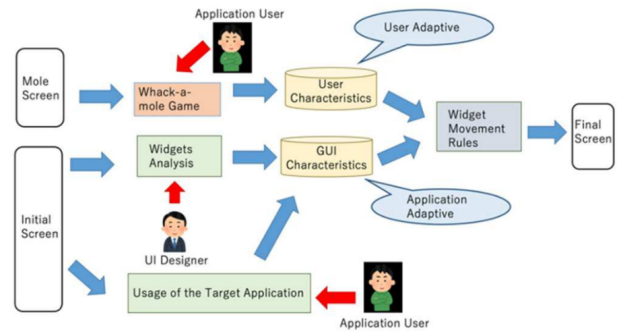 Application User
User Adaptive
Mole
Screen
Whack-a-
mole Game
User
Characteristics
Widget
Movement
Rules
Final
Screen
Widgets
Analysis
GUI
Characteristics
Application
Adaptive
Initial
Screen
UI Designer
Usage of the Target Application
Application User